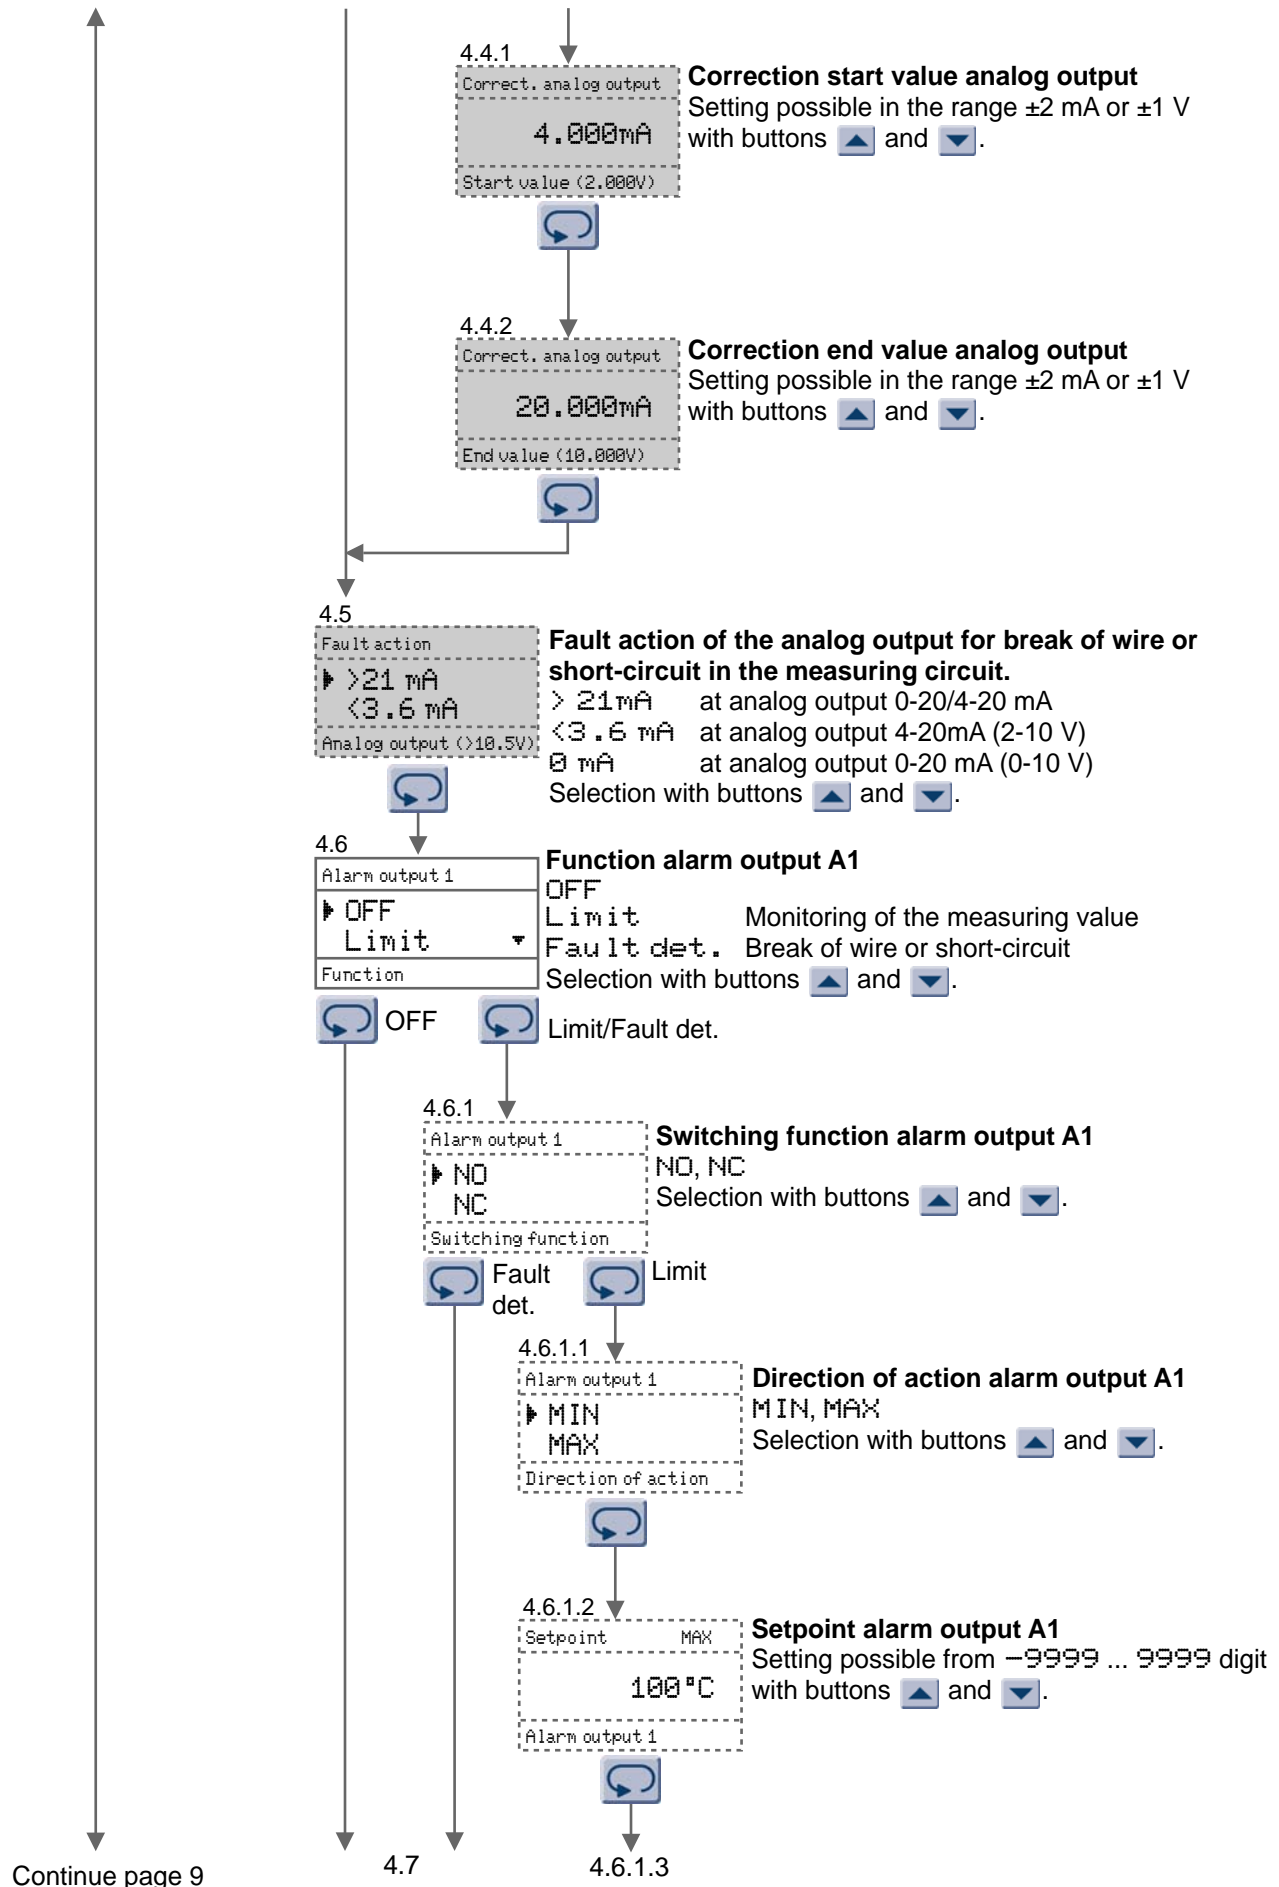 4.4.1
Correct. analog output
4.000mA
Start value (2.000V)
Correction start value analog output
Setting possible in the range ±2 mA or ±1 V
with buttons and .
4.4.2
Correct. analog output
20.000mA
End value (10.000V)
Correction end value analog output
Setting possible in the range ±2 mA or ±1 V
with buttons and .
4.5
Fault action
>21 mA
<3.6 mA
Analog output (>10.5V)
Fault action of the analog output for break of wire or
short-circuit in the measuring circuit.
> 21mA at analog output 0-20/4-20 mA
<3.6 mA at analog output 4-20mA (2-10 V)
0 mA at analog output 0-20 mA (0-10 V)
Selection with buttons and .
4.6
Alarm output 1
OFF
Limit
Function
Function alarm output A1
OFF
Limit Monitoring of the measuring value
Fault det. Break of wire or short-circuit
Selection with buttons and .
OFF
Limit/Fault det.
4.6.1
Alarm output 1
NO
NC
Switching function
Switching function alarm output A1
NO, NC
Selection with buttons and .
Fault
det.
Limit
4.6.1.1
Alarm output 1
MIN
MAX
Direction of action
Direction of action alarm output A1
MIN, MAX
Selection with buttons and .
4.6.1.2
Setpoint MAX
100°C
Alarm output 1
Setpoint alarm output A1
Setting possible from -9999 ... 9999 digit
with buttons and .
Continue page 9
4.7
4.6.1.3